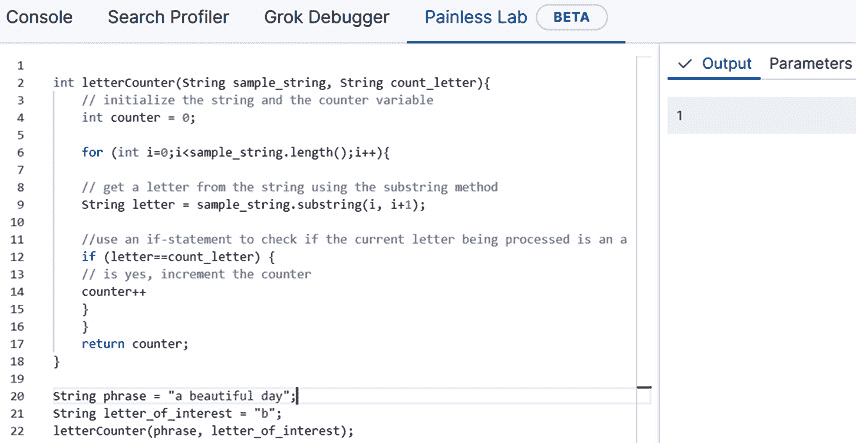 Console Search Profiler Grok Debugger Painless Lab BETA
✓ Output Parameters
1
1
2 int letterCounter(String sample_string, String count_letter){
3 // initialize the string and the counter variable
4 int counter = 0;
5
6 for (int i=0;i<sample_string.length();i++){
7
8 // get a letter from the string using the substring method
9 String letter = sample_string.substring(i, i+1);
10
11 //use an if-statement to check if the current letter being processed is an a
12 if (letter==count_letter) {
13 // is yes, increment the counter
14 counter++
15 }
16 }
17 return counter;
18 }
19
20 String phrase = "a beautiful day";
21 String letter_of_interest = "b";
22 letterCounter(phrase, letter_of_interest);